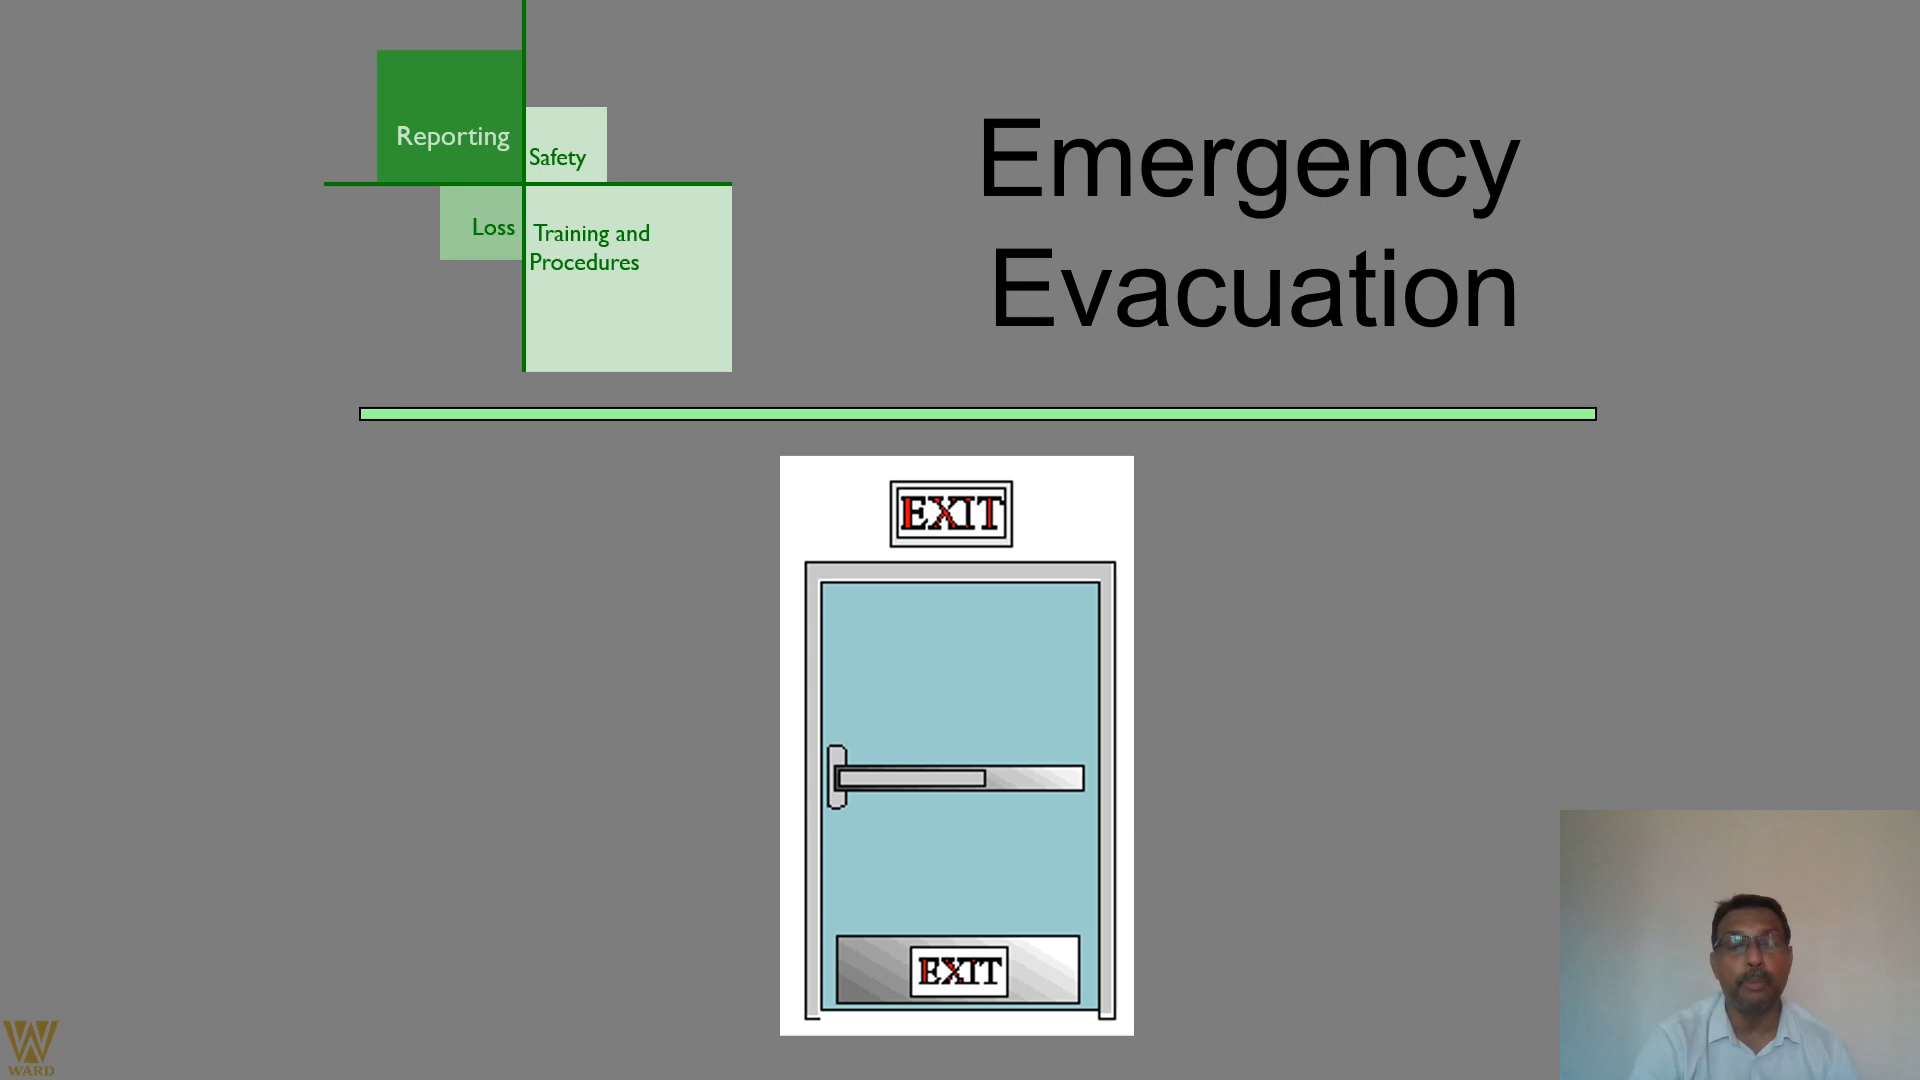 Reporting
Safety
Loss
Training and
Procedures
Emergency
Evacuation
EXIT
EXIT
WARD